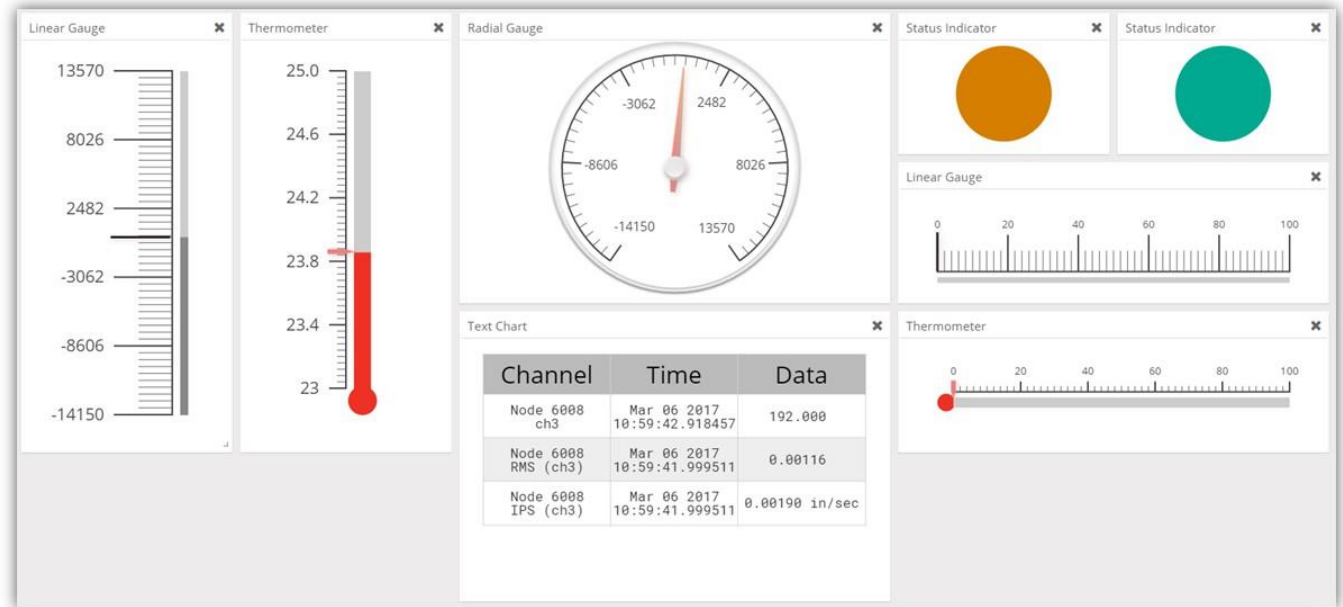 Linear Gauge
13570
8026
2482
-3062
-8606
-14150
Thermometer
25.0
24.6
24.2
23.8
23.4
23
Radial Gauge
-3062 2482
-8606 8026
-14150 13570
Text Chart
Channel Time Data
Node 6008 Mar 06 2017
ch3 10:59:42.918457 192.000
Node 6008 Mar 06 2017
RMS (ch3) 10:59:41.999511 0.00116
Node 6008 Mar 06 2017
IPS (ch3) 10:59:41.999511 0.00190 in/sec
Status Indicator
Status Indicator
Linear Gauge
0 20 40 60 80 100
Thermometer
0 20 40 60 80 100